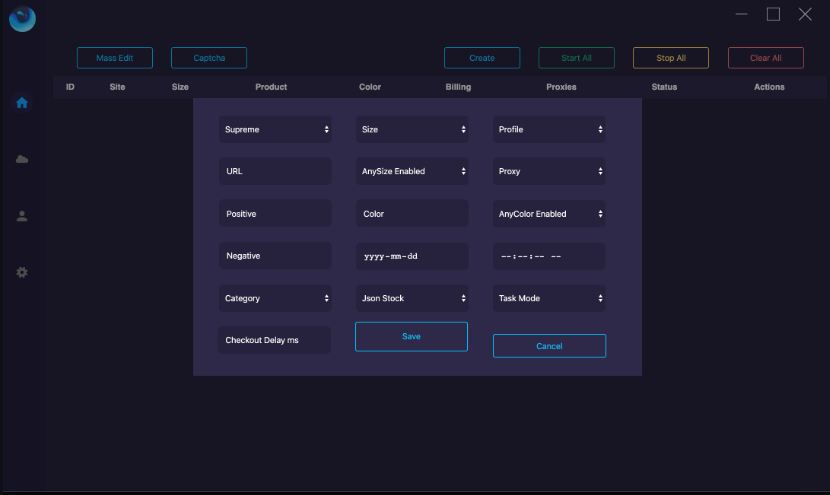 Mass Edit Captcha Create Start All Stop All Clear All
ID Site Size Product Color Billing Proxies Status Actions
Supreme Size Profile
URL AnySize Enabled Proxy
Positive Color AnyColor Enabled
Negative yyyy-mm-dd --:--:-- --
Category Json Stock Task Mode
Checkout Delay ms Save Cancel